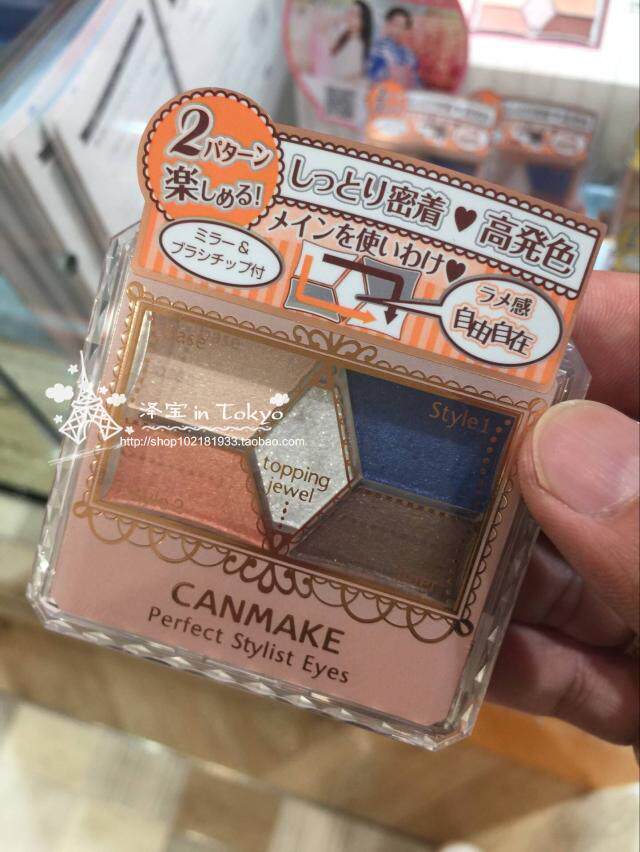 2パターン
楽しめる!
しっとり密着♥高発色
メインを使いわけ♥
ミラー&
ブラシチップ付
ラメ感
自由自在
base
Style1
topping
jewel
泽宝 in Tokyo
http://shop102181933.taobao.com
CANMAKE
Perfect Stylist Eyes